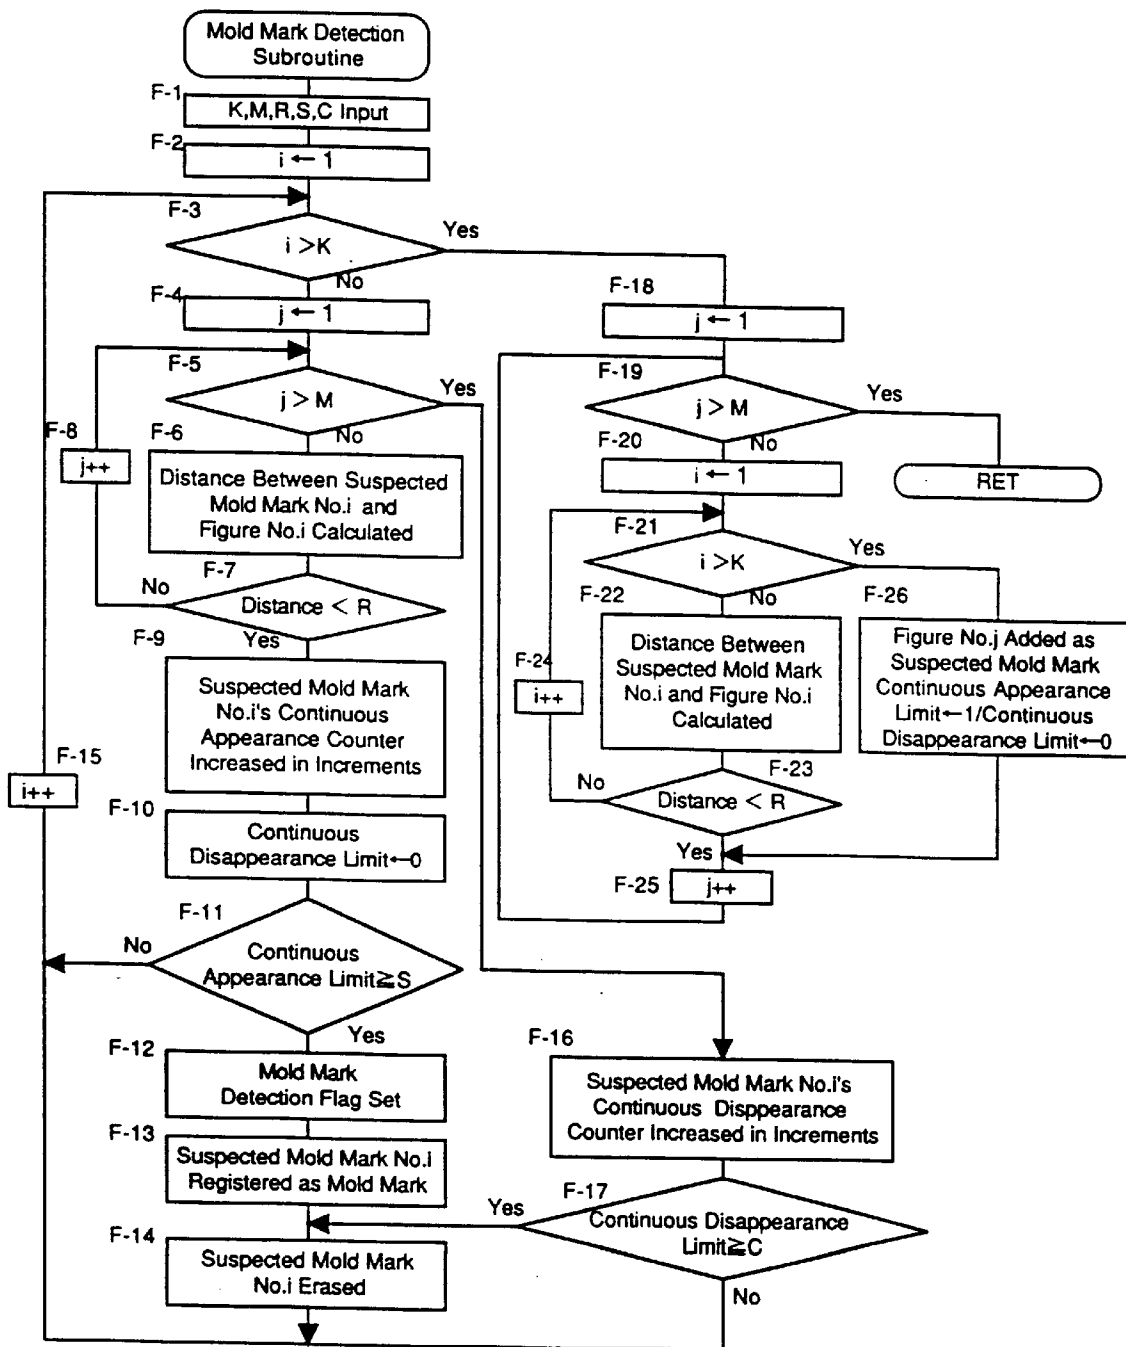 Mold Mark Detection
Subroutine
F-1
K,M,R,S,C Input
F-2
i ← 1
F-3
i >K
Yes
No
F-4
j ← 1
F-5
j > M
Yes
No
F-8
j++
F-6
Distance Between Suspected
Mold Mark No.i and
Figure No.i Calculated
F-7
No
Distance < R
Yes
F-9
Suspected Mold Mark
No.i's Continuous
Appearance Counter
Increased in Increments
F-15
i++
F-10
Continuous
Disappearance Limit←0
F-11
No
Continuous
Appearance Limit≧S
Yes
F-12
Mold Mark
Detection Flag Set
F-13
Suspected Mold Mark No.i
Registered as Mold Mark
F-14
Suspected Mold Mark
No.i Erased
F-18
j ← 1
F-19
j > M
Yes
No
RET
F-20
i ← 1
F-21
i >K
Yes
No
F-22
Distance Between
Suspected Mold Mark
No.i and Figure No.i
Calculated
F-24
i++
F-26
Figure No.j Added as
Suspected Mold Mark
Continuous Appearance
Limit←1/Continuous
Disappearance Limit←0
F-23
No
Distance < R
Yes
F-25
j++
F-16
Suspected Mold Mark No.i's
Continuous Disppearance
Counter Increased in Increments
F-17
Yes
Continuous Disappearance
Limit≧C
No